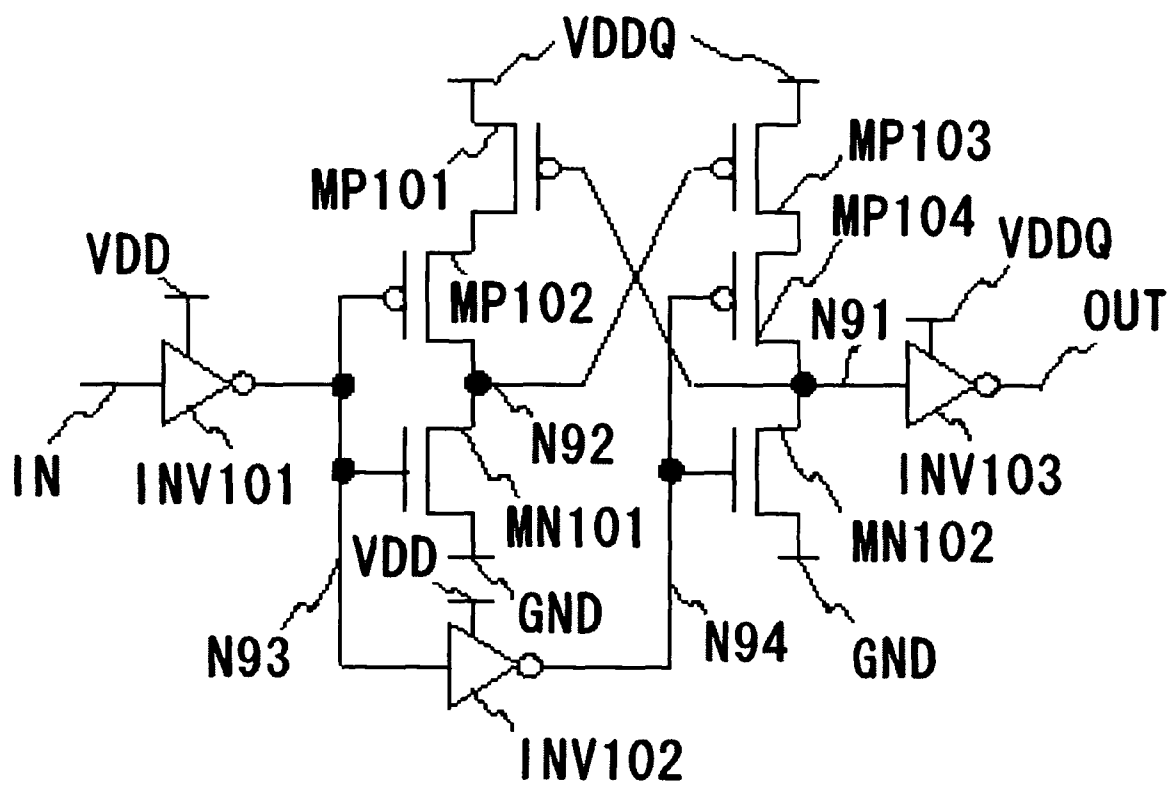 VDDQ
MP101
MP103
MP104
VDD
VDDQ
MP102
N91
OUT
N92
IN
INV101
INV103
MN101
MN102
VDD
GND
N93
N94
GND
INV102